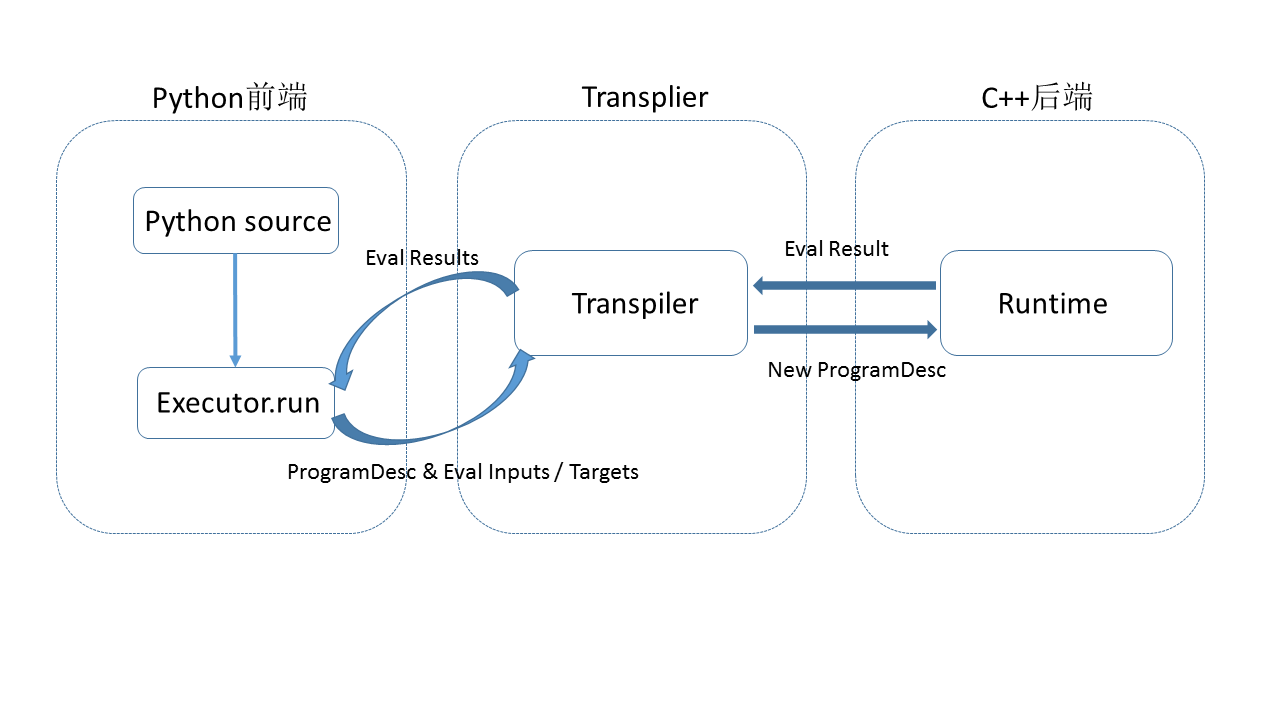 Python前端
Transplier
C++后端
Python source
Eval Results
Eval Result
Transpiler
Runtime
New ProgramDesc
Executor.run
ProgramDesc & Eval Inputs / Targets